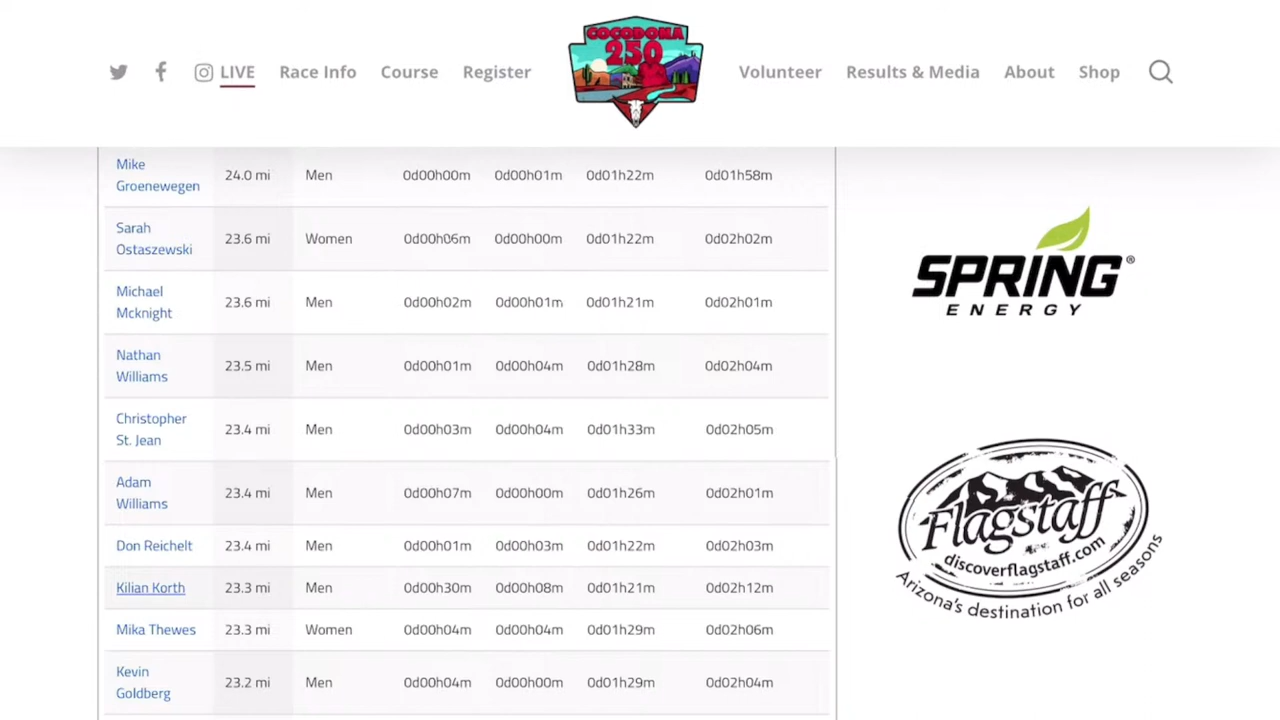 LIVE Race Info Course Register
COCODONA
250
Volunteer Results & Media About Shop
Mike
Groenewegen 24.0 mi Men 0d00h00m 0d00h01m 0d01h22m 0d01h58m
Sarah
Ostaszewski 23.6 mi Women 0d00h06m 0d00h00m 0d01h22m 0d02h02m
Michael
Mcknight 23.6 mi Men 0d00h02m 0d00h01m 0d01h21m 0d02h01m
Nathan
Williams 23.5 mi Men 0d00h01m 0d00h04m 0d01h28m 0d02h04m
Christopher
St. Jean 23.4 mi Men 0d00h03m 0d00h04m 0d01h33m 0d02h05m
Adam
Williams 23.4 mi Men 0d00h07m 0d00h00m 0d01h26m 0d02h01m
Don Reichelt 23.4 mi Men 0d00h01m 0d00h03m 0d01h22m 0d02h03m
Kilian Korth 23.3 mi Men 0d00h30m 0d00h08m 0d01h21m 0d02h12m
Mika Thewes 23.3 mi Women 0d00h04m 0d00h04m 0d01h29m 0d02h06m
Kevin
Goldberg 23.2 mi Men 0d00h04m 0d00h00m 0d01h29m 0d02h04m
SPRING®
ENERGY
Flagstaff
discoverflagstaff.com
Arizona's destination for all seasons